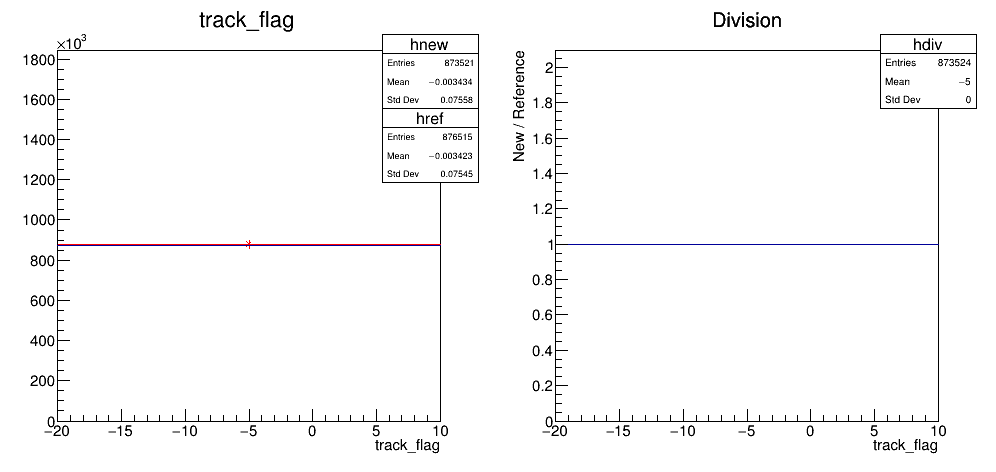 track_flag
×10³
1800
1600
1400
1200
1000
800
600
400
200
0
−20 −15 −10 −5 0 5 10
track_flag
hnew
Entries 873521
Mean −0.003434
Std Dev 0.07558
href
Entries 876515
Mean −0.003423
Std Dev 0.07545
Division
New / Reference
2
1.8
1.6
1.4
1.2
1
0.8
0.6
0.4
0.2
0
−20 −15 −10 −5 0 5 10
track_flag
hdiv
Entries 873524
Mean −5
Std Dev 0